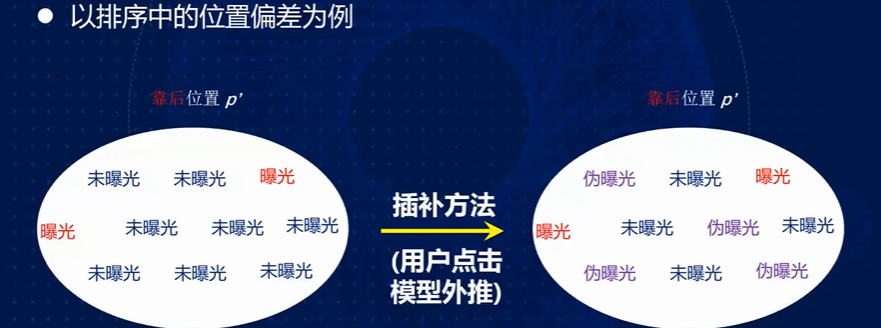 ● 以排序中的位置偏差为例
靠后位置 p'
靠后位置 p'
未曝光 未曝光 曝光
曝光 未曝光 未曝光 未曝光
未曝光 未曝光 未曝光
插补方法
(用户点击
模型外推)
伪曝光 未曝光 曝光
曝光 未曝光 伪曝光 未曝光
伪曝光 未曝光 伪曝光